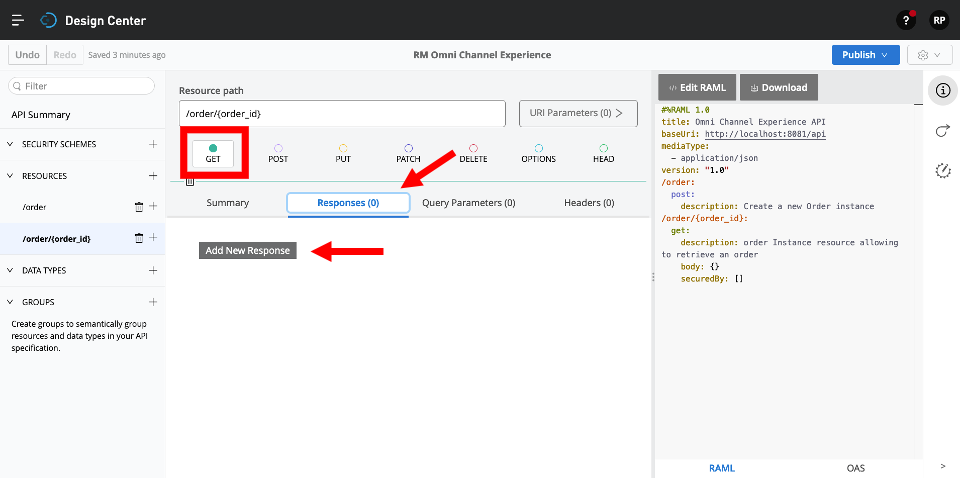 Design Center
?
RP
Undo
Redo
Saved 3 minutes ago
RM Omni Channel Experience
Publish
Filter
API Summary
SECURITY SCHEMES
RESOURCES
/order
/order/{order_id}
DATA TYPES
GROUPS
Create groups to semantically group
resources and data types in your API
specification.
Resource path
/order/{order_id}
URI Parameters (0) >
GET
POST
PUT
PATCH
DELETE
OPTIONS
HEAD
Summary
Responses (0)
Query Parameters (0)
Headers (0)
Add New Response
Edit RAML
Download
#%RAML 1.0
title: Omni Channel Experience API
baseUri: http://localhost:8081/api
mediaType:
- application/json
version: "1.0"
/order:
post:
description: Create a new Order instance
/order/{order_id}:
get:
description: order Instance resource allowing
to retrieve an order
body: {}
securedBy: []
RAML
OAS